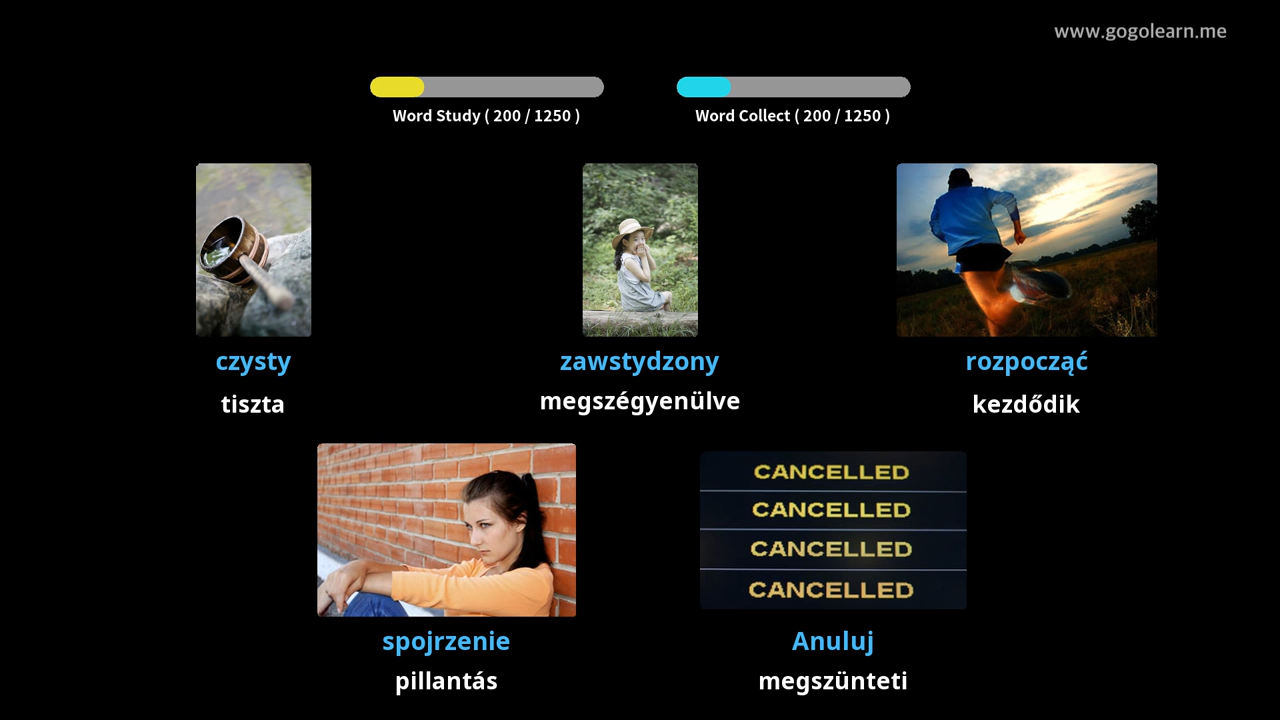 www.gogolearn.me
Word Study ( 200 / 1250 )
Word Collect ( 200 / 1250 )
czysty
tiszta
zawstydzony
megszégyenülve
rozpocząć
kezdődik
CANCELLED
CANCELLED
CANCELLED
CANCELLED
spojrzenie
pillantás
Anuluj
megszünteti